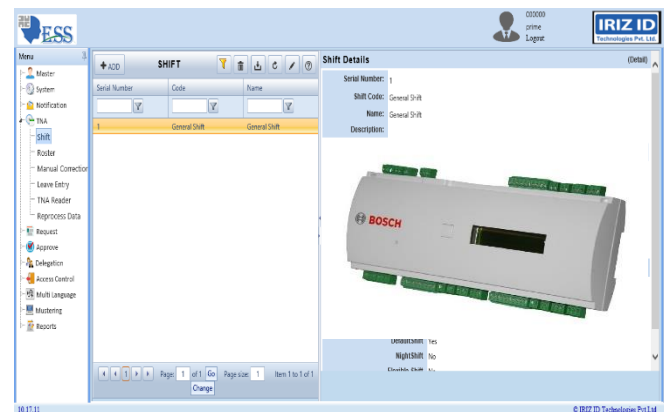 ESS
000000
prime
Logout
IRIZ ID
Technologies Pvt. Ltd.
Menu
Master
System
Notification
TNA
Shift
Roster
Manual Correction
Leave Entry
TNA Reader
Reprocess Data
Request
Approve
Delegation
Access Control
Multi Language
Mustering
Reports
+ ADD SHIFT
Serial Number Code Name
1 General Shift General Shift
Page: 1 of 1 Go Page size: 1 Item 1 to 1 of 1
Change
Shift Details (Detail)
Serial Number: 1
Shift Code: General Shift
Name: General Shift
Description:
BOSCH
DefaultShift Yes
NightShift No
Flexible Shift No
10.17.11 © IRIZ ID Technologies Pvt Ltd